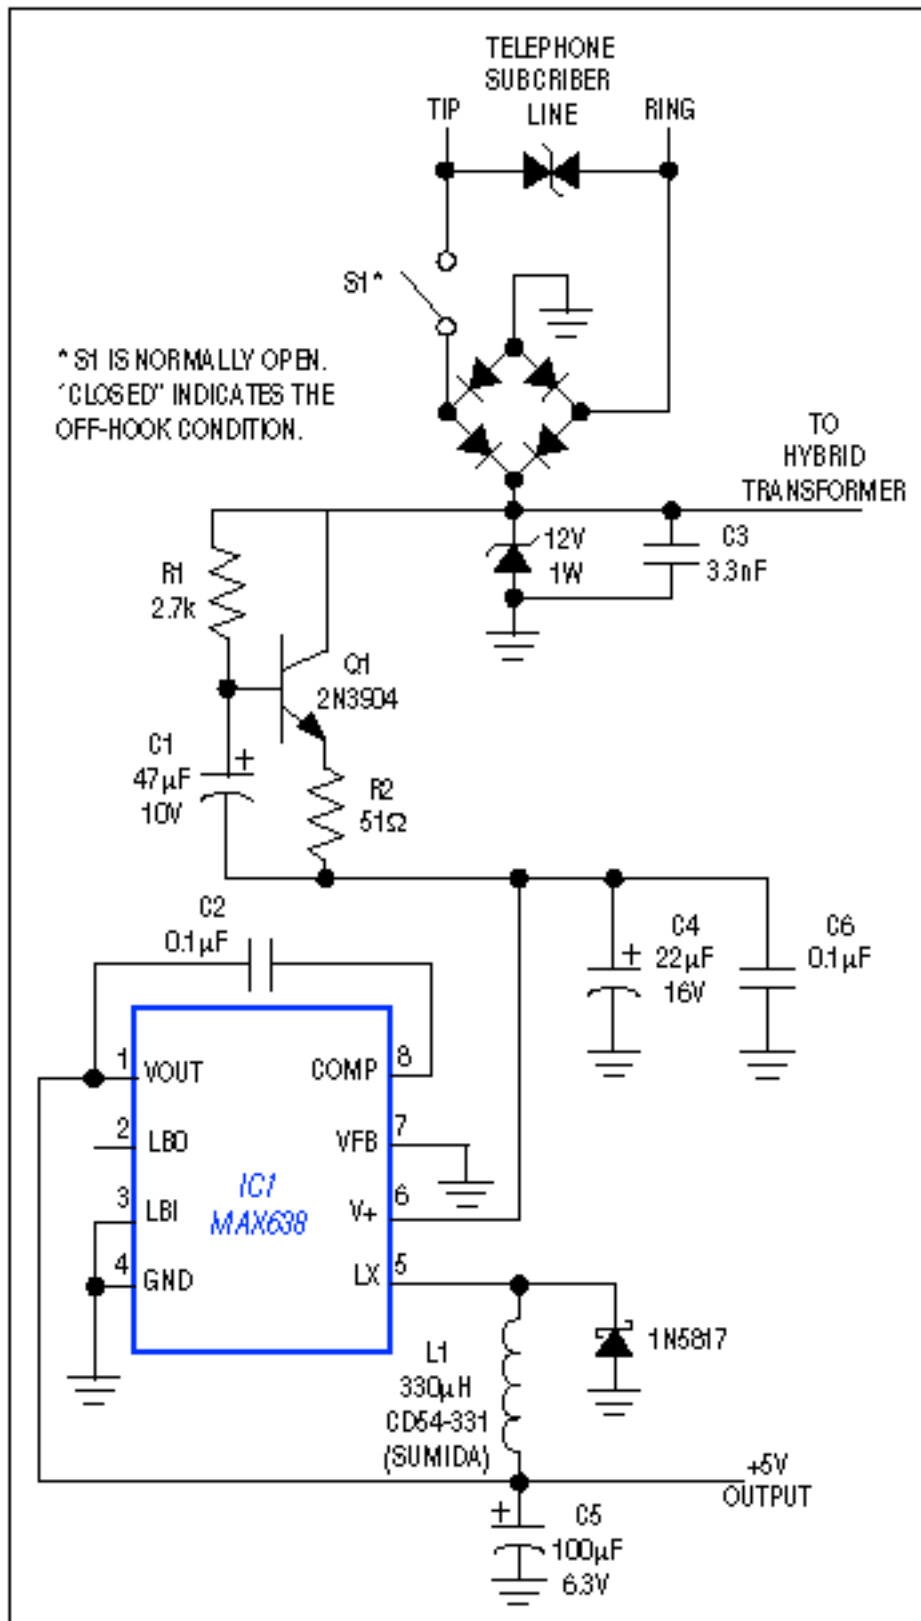 TELEPHONE
SUBCRIBER
LINE
TIP
RING
S1*
* S1 IS NORMALLY OPEN.
"CLOSED" INDICATES THE
OFF-HOOK CONDITION.
TO
HYBRID
TRANSFORMER
R1
2.7k
12V
1W
C3
3.3nF
Q1
2N3904
C1
+
47µF
10V
R2
51Ω
C2
0.1µF
C4
+
22µF
16V
C6
0.1µF
1
VOUT
COMP
8
2
LBO
VFB
7
3
LBI
V+
6
4
GND
LX
5
IC1
MAX638
1N5817
L1
330µH
CD54-331
(SUMIDA)
+5V
OUTPUT
+
C5
100µF
6.3V